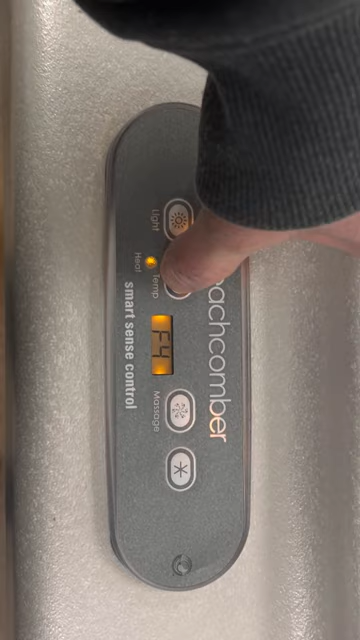 achcomber
Light
Temp
F4
Massage
Heat
smart sense control